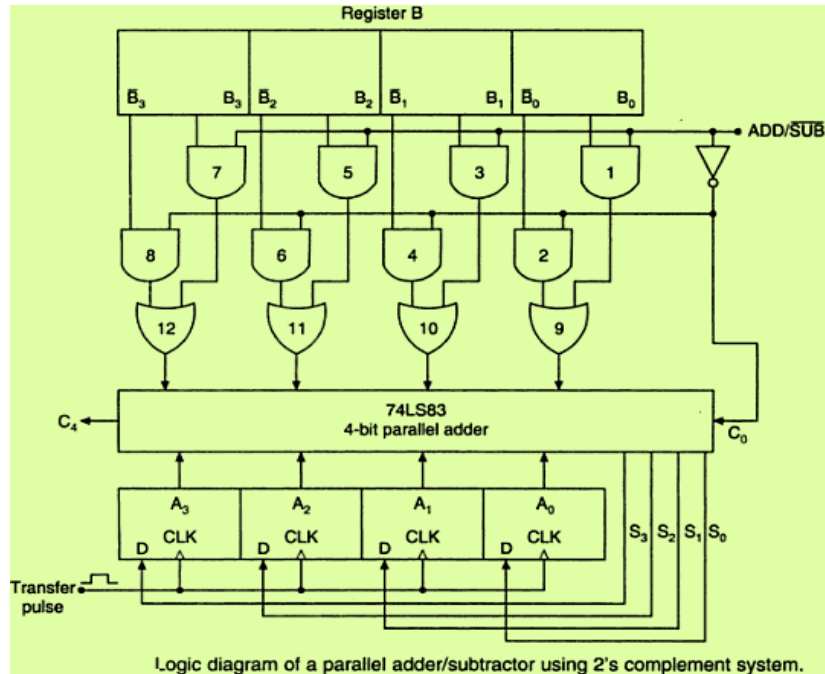 Register B
B̅₃ B₃ B̅₂ B₂ B̅₁ B₁ B̅₀ B₀
ADD/S̅U̅B̅
7 5 3 1
8 6 4 2
12 11 10 9
74LS83
4-bit parallel adder
C₄
C₀
A₃ A₂ A₁ A₀
S₃ S₂ S₁ S₀
CLK CLK CLK CLK
D D D D
Transfer
pulse
Logic diagram of a parallel adder/subtractor using 2's complement system.